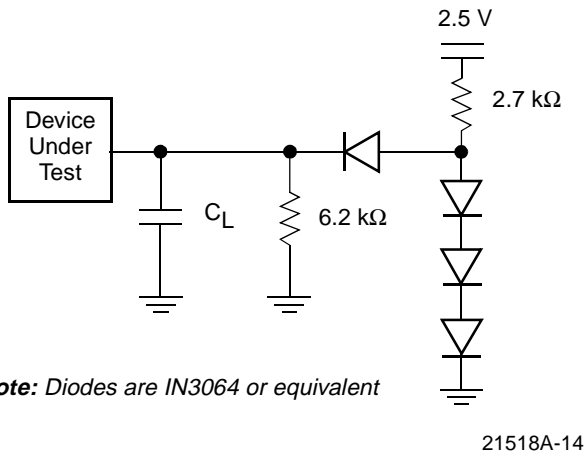 2.5 V
2.7 kΩ
Device
Under
Test
C_L
6.2 kΩ
ote: Diodes are IN3064 or equivalent
21518A-14